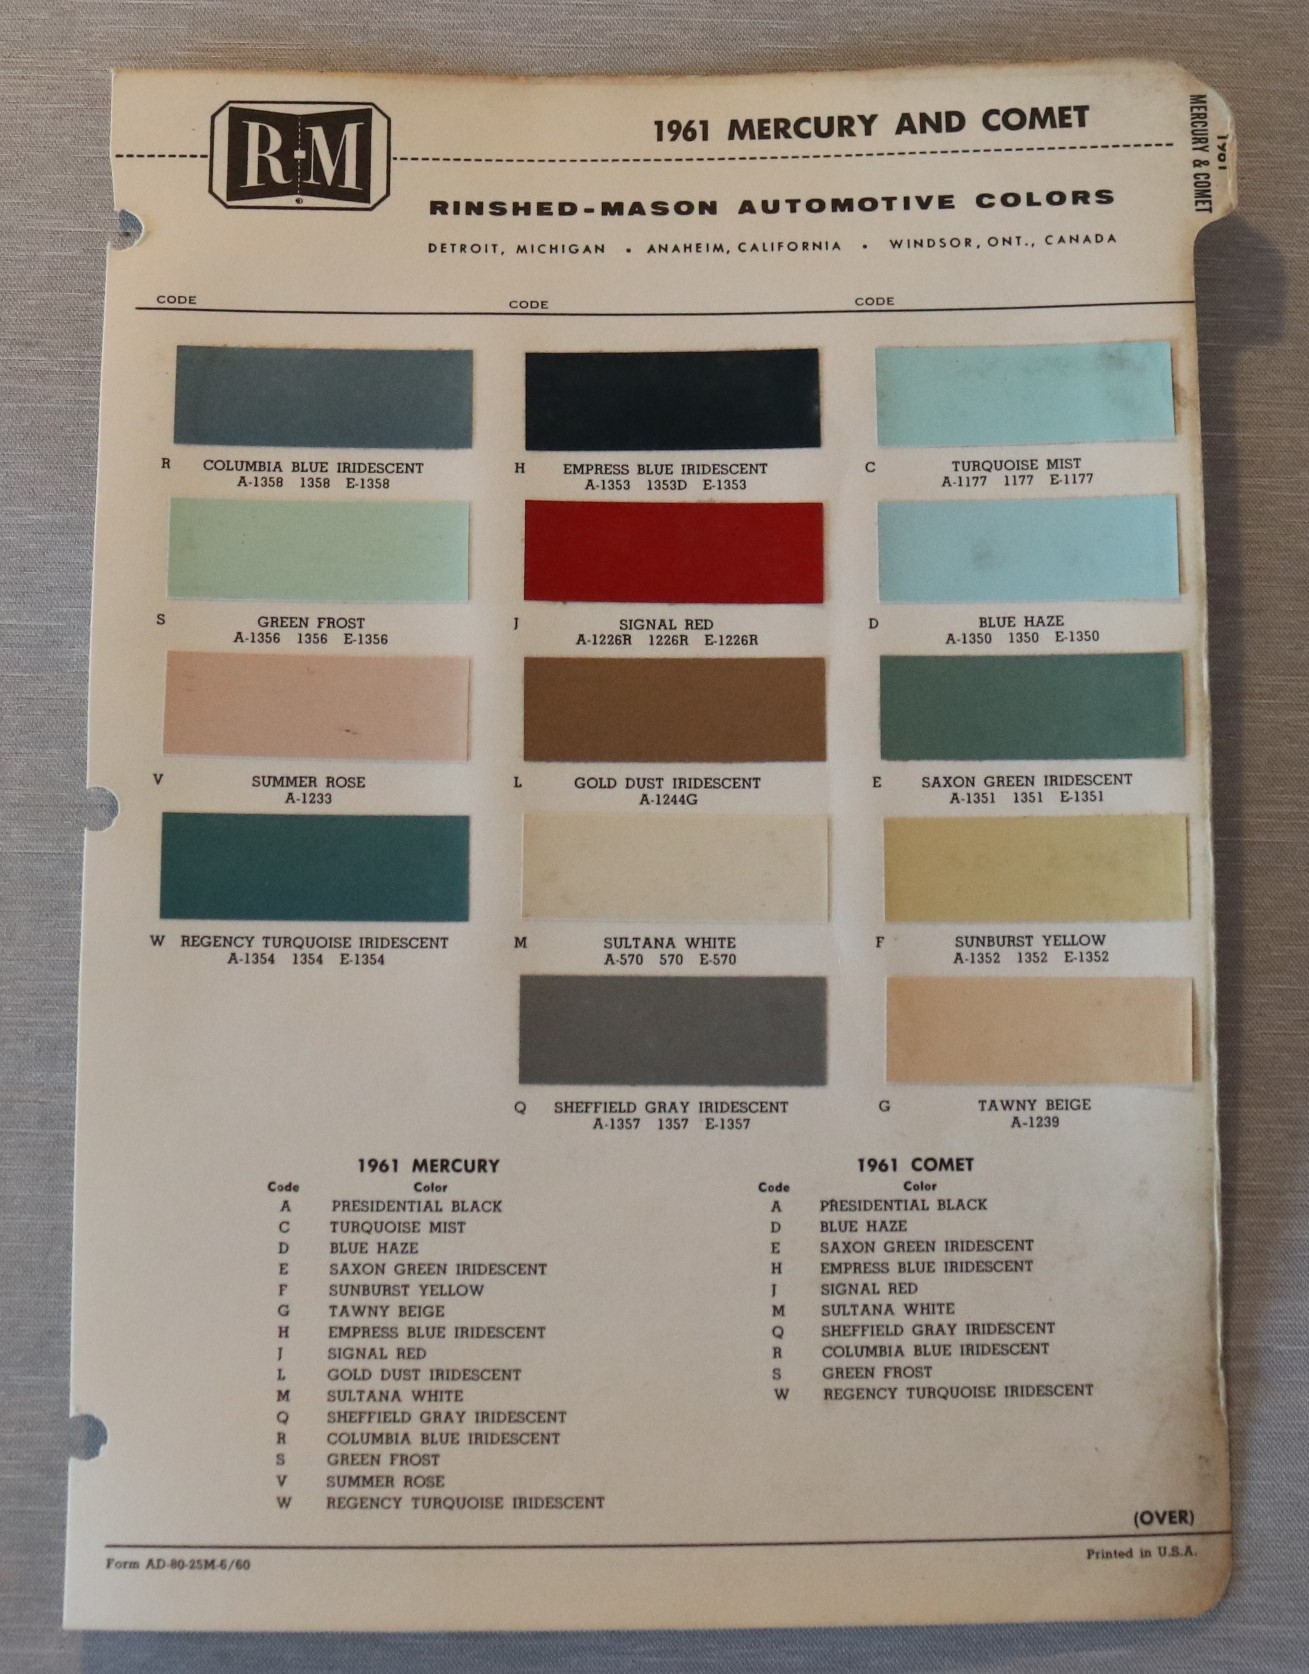 R-M
1961 MERCURY AND COMET
1961
MERCURY & COMET
RINSHED-MASON AUTOMOTIVE COLORS
DETROIT, MICHIGAN • ANAHEIM, CALIFORNIA • WINDSOR, ONT., CANADA
CODE CODE CODE
R COLUMBIA BLUE IRIDESCENT
A-1358 1358 E-1358
H EMPRESS BLUE IRIDESCENT
A-1353 1353D E-1353
C TURQUOISE MIST
A-1177 1177 E-1177
S GREEN FROST
A-1356 1356 E-1356
J SIGNAL RED
A-1226R 1226R E-1226R
D BLUE HAZE
A-1350 1350 E-1350
V SUMMER ROSE
A-1233
L GOLD DUST IRIDESCENT
A-1244G
E SAXON GREEN IRIDESCENT
A-1351 1351 E-1351
W REGENCY TURQUOISE IRIDESCENT
A-1354 1354 E-1354
M SULTANA WHITE
A-570 570 E-570
F SUNBURST YELLOW
A-1352 1352 E-1352
Q SHEFFIELD GRAY IRIDESCENT
A-1357 1357 E-1357
G TAWNY BEIGE
A-1239
1961 MERCURY
Code Color
A PRESIDENTIAL BLACK
C TURQUOISE MIST
D BLUE HAZE
E SAXON GREEN IRIDESCENT
F SUNBURST YELLOW
G TAWNY BEIGE
H EMPRESS BLUE IRIDESCENT
J SIGNAL RED
L GOLD DUST IRIDESCENT
M SULTANA WHITE
Q SHEFFIELD GRAY IRIDESCENT
R COLUMBIA BLUE IRIDESCENT
S GREEN FROST
V SUMMER ROSE
W REGENCY TURQUOISE IRIDESCENT
1961 COMET
Code Color
A PRESIDENTIAL BLACK
D BLUE HAZE
E SAXON GREEN IRIDESCENT
H EMPRESS BLUE IRIDESCENT
J SIGNAL RED
M SULTANA WHITE
Q SHEFFIELD GRAY IRIDESCENT
R COLUMBIA BLUE IRIDESCENT
S GREEN FROST
W REGENCY TURQUOISE IRIDESCENT
(OVER)
Form AD-80-25M-6/60
Printed in U.S.A.